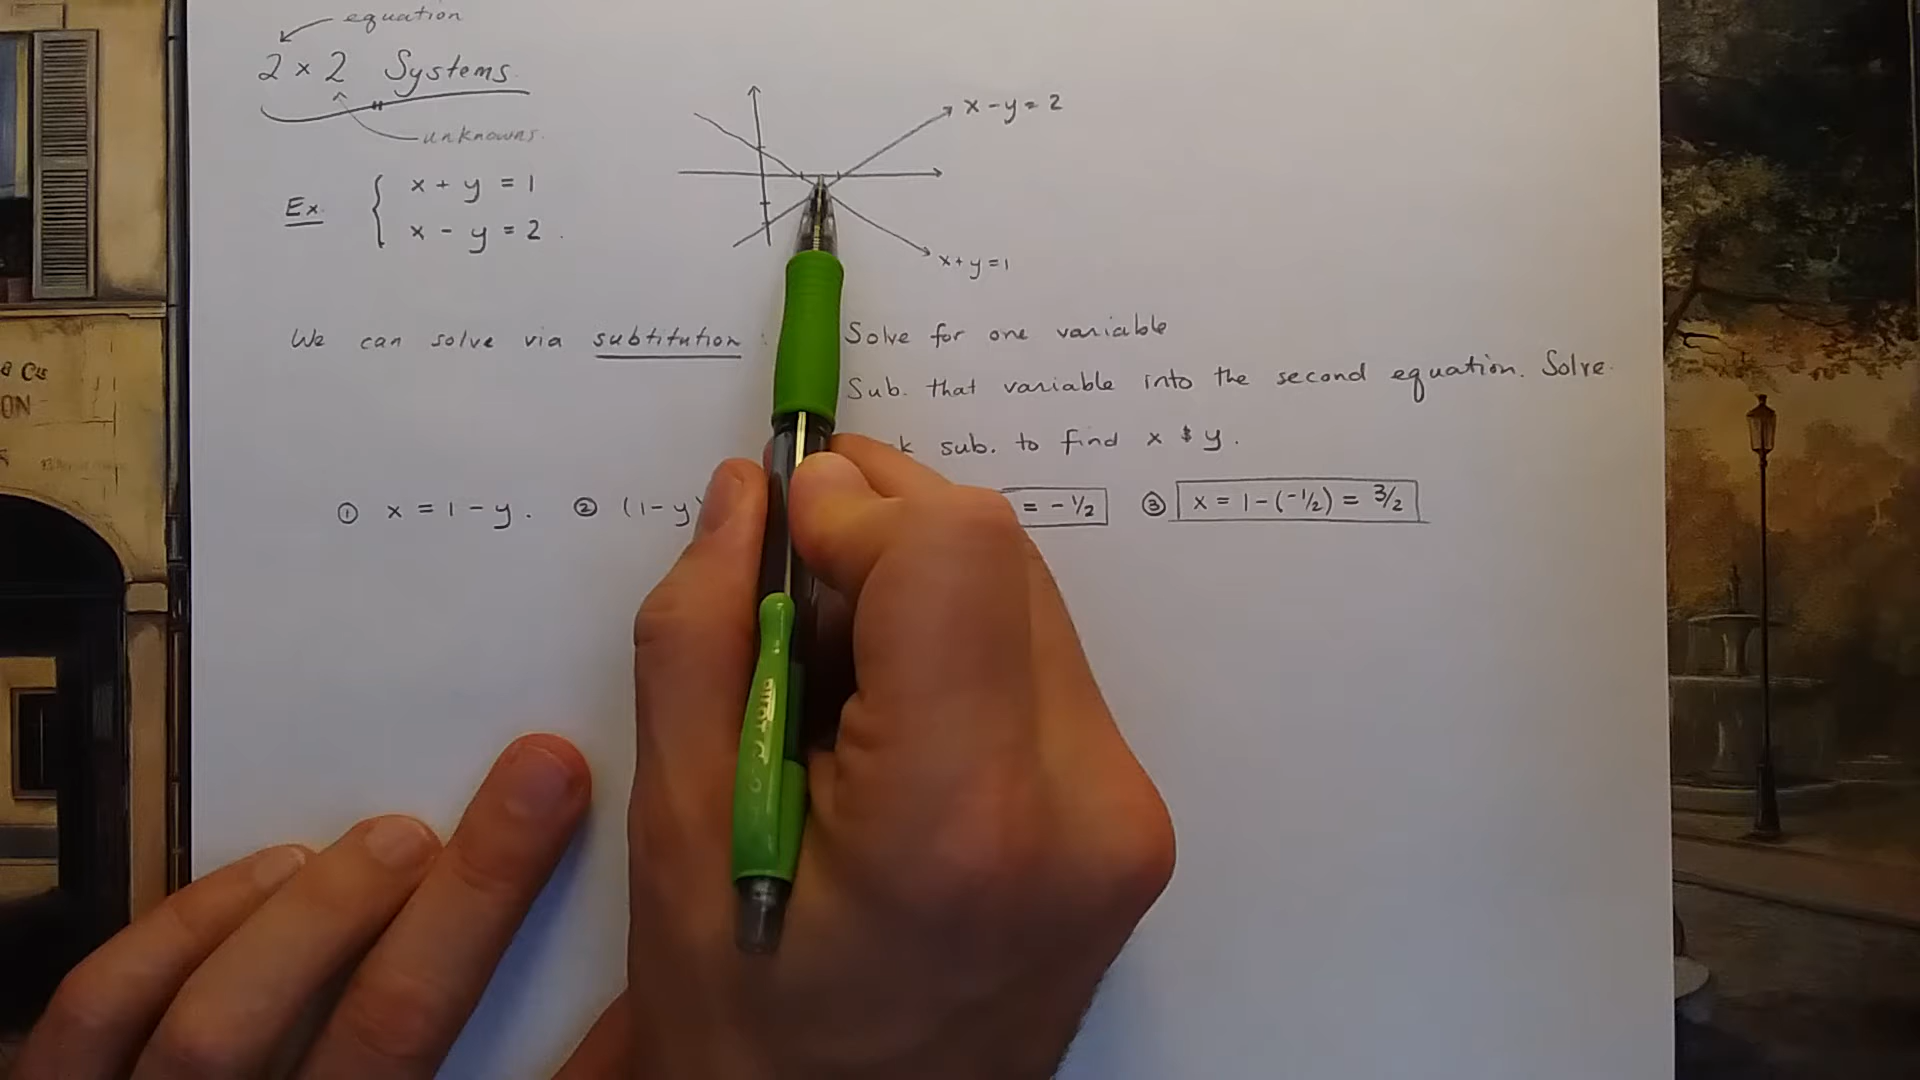 equation
2 x 2 Systems
unknowns.
Ex. x + y = 1
x - y = 2.
x - y = 2
x + y = 1
We can solve via subtitution: Solve for one variable
Sub. that variable into the second equation. Solve.
k sub. to find x & y.
① x = 1 - y. ② (1 - y) = -1/2 ③ x = 1 - (-1/2) = 3/2
ON